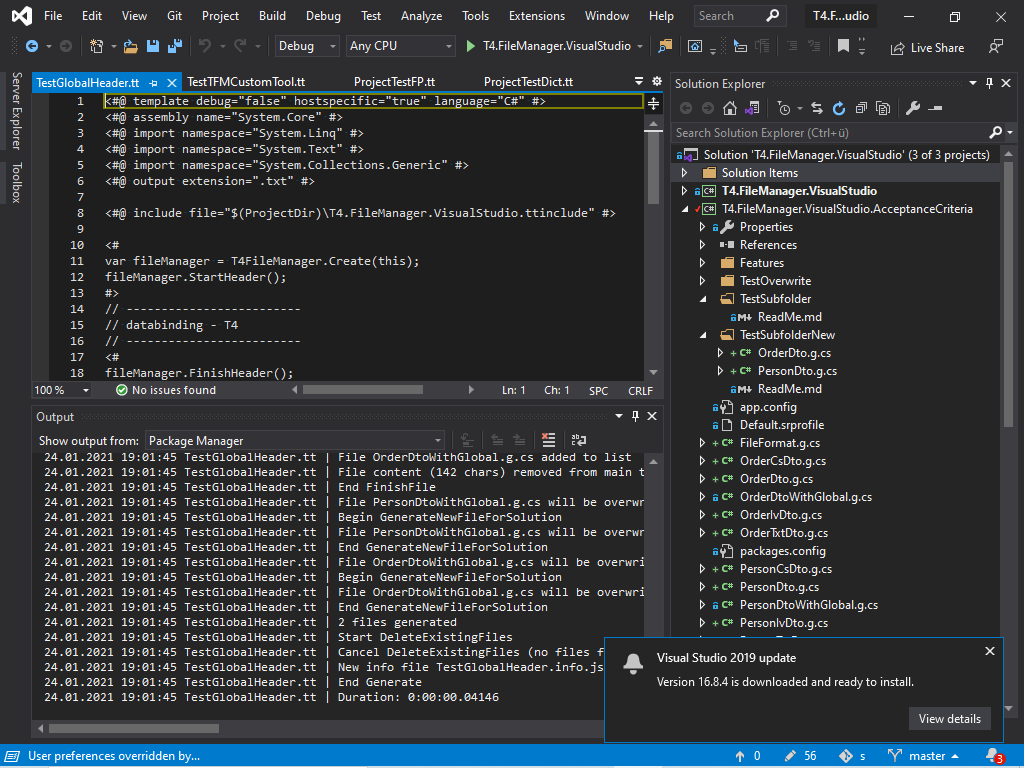 File Edit View Git Project Build Debug Test Analyze Tools Extensions Window Help Search T4.F...udio
Debug Any CPU T4.FileManager.VisualStudio Live Share
Server Explorer
Toolbox
TestGlobalHeader.tt TestTFMCustomTool.tt ProjectTestFP.tt ProjectTestDict.tt
1 <#@ template debug="false" hostspecific="true" language="C#" #>
2 <#@ assembly name="System.Core" #>
3 <#@ import namespace="System.Linq" #>
4 <#@ import namespace="System.Text" #>
5 <#@ import namespace="System.Collections.Generic" #>
6 <#@ output extension=".txt" #>
7
8 <#@ include file="$(ProjectDir)\T4.FileManager.VisualStudio.ttinclude" #>
9
10 <#
11 var fileManager = T4FileManager.Create(this);
12 fileManager.StartHeader();
13 #>
14 // -------------------------
15 // databinding - T4
16 // -------------------------
17 <#
18 fileManager.FinishHeader();
100 % No issues found Ln: 1 Ch: 1 SPC CRLF
Output
Show output from: Package Manager
24.01.2021 19:01:45 TestGlobalHeader.tt | File OrderDtoWithGlobal.g.cs added to list
24.01.2021 19:01:45 TestGlobalHeader.tt | File content (142 chars) removed from main t
24.01.2021 19:01:45 TestGlobalHeader.tt | End FinishFile
24.01.2021 19:01:45 TestGlobalHeader.tt | File PersonDtoWithGlobal.g.cs will be overwr
24.01.2021 19:01:45 TestGlobalHeader.tt | Begin GenerateNewFileForSolution
24.01.2021 19:01:45 TestGlobalHeader.tt | File PersonDtoWithGlobal.g.cs will be overwr
24.01.2021 19:01:45 TestGlobalHeader.tt | End GenerateNewFileForSolution
24.01.2021 19:01:45 TestGlobalHeader.tt | File OrderDtoWithGlobal.g.cs will be overwri
24.01.2021 19:01:45 TestGlobalHeader.tt | Begin GenerateNewFileForSolution
24.01.2021 19:01:45 TestGlobalHeader.tt | File OrderDtoWithGlobal.g.cs will be overwri
24.01.2021 19:01:45 TestGlobalHeader.tt | End GenerateNewFileForSolution
24.01.2021 19:01:45 TestGlobalHeader.tt | 2 files generated
24.01.2021 19:01:45 TestGlobalHeader.tt | Start DeleteExistingFiles
24.01.2021 19:01:45 TestGlobalHeader.tt | Cancel DeleteExistingFiles (no files f
24.01.2021 19:01:45 TestGlobalHeader.tt | New info file TestGlobalHeader.info.js
24.01.2021 19:01:45 TestGlobalHeader.tt | End Generate
24.01.2021 19:01:45 TestGlobalHeader.tt | Duration: 0:00:00.04146
Solution Explorer
Search Solution Explorer (Ctrl+ü)
Solution 'T4.FileManager.VisualStudio' (3 of 3 projects)
Solution Items
C# T4.FileManager.VisualStudio
C# T4.FileManager.VisualStudio.AcceptanceCriteria
Properties
References
Features
TestOverwrite
TestSubfolder
M ReadMe.md
TestSubfolderNew
+ C# OrderDto.g.cs
+ C# PersonDto.g.cs
M ReadMe.md
app.config
Default.srprofile
+ C# FileFormat.g.cs
+ C# OrderCsDto.g.cs
+ C# OrderDto.g.cs
C# OrderDtoWithGlobal.g.cs
+ C# OrderIvDto.g.cs
+ C# OrderTxtDto.g.cs
packages.config
+ C# PersonCsDto.g.cs
+ C# PersonDto.g.cs
C# PersonDtoWithGlobal.g.cs
+ C# PersonIvDto.g.cs
Visual Studio 2019 update
Version 16.8.4 is downloaded and ready to install.
View details
User preferences overridden by... 0 56 s master 3